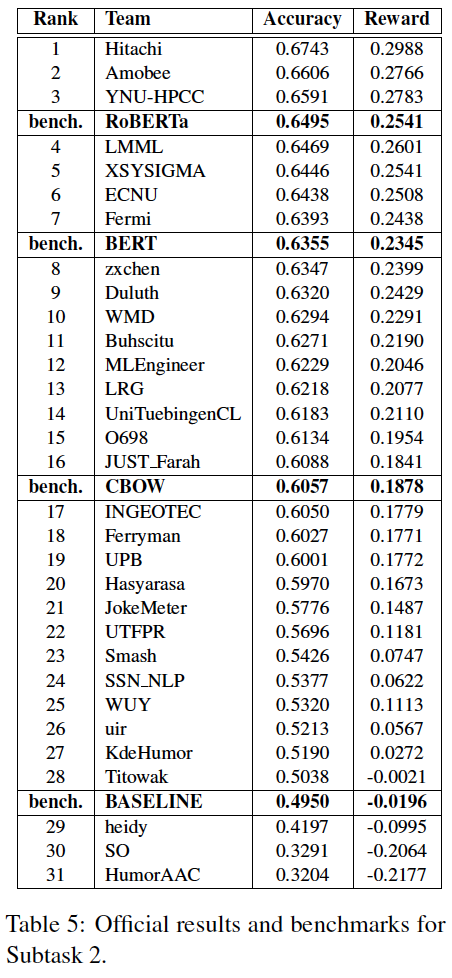 Rank Team Accuracy Reward
1 Hitachi 0.6743 0.2988
2 Amobee 0.6606 0.2766
3 YNU-HPCC 0.6591 0.2783
bench. RoBERTa 0.6495 0.2541
4 LMML 0.6469 0.2601
5 XSYSIGMA 0.6446 0.2541
6 ECNU 0.6438 0.2508
7 Fermi 0.6393 0.2438
bench. BERT 0.6355 0.2345
8 zxchen 0.6347 0.2399
9 Duluth 0.6320 0.2429
10 WMD 0.6294 0.2291
11 Buhscitu 0.6271 0.2190
12 MLEngineer 0.6229 0.2046
13 LRG 0.6218 0.2077
14 UniTuebingenCL 0.6183 0.2110
15 O698 0.6134 0.1954
16 JUST_Farah 0.6088 0.1841
bench. CBOW 0.6057 0.1878
17 INGEOTEC 0.6050 0.1779
18 Ferryman 0.6027 0.1771
19 UPB 0.6001 0.1772
20 Hasyarasa 0.5970 0.1673
21 JokeMeter 0.5776 0.1487
22 UTFPR 0.5696 0.1181
23 Smash 0.5426 0.0747
24 SSN_NLP 0.5377 0.0622
25 WUY 0.5320 0.1113
26 uir 0.5213 0.0567
27 KdeHumor 0.5190 0.0272
28 Titowak 0.5038 -0.0021
bench. BASELINE 0.4950 -0.0196
29 heidy 0.4197 -0.0995
30 SO 0.3291 -0.2064
31 HumorAAC 0.3204 -0.2177
Table 5: Official results and benchmarks for
Subtask 2.